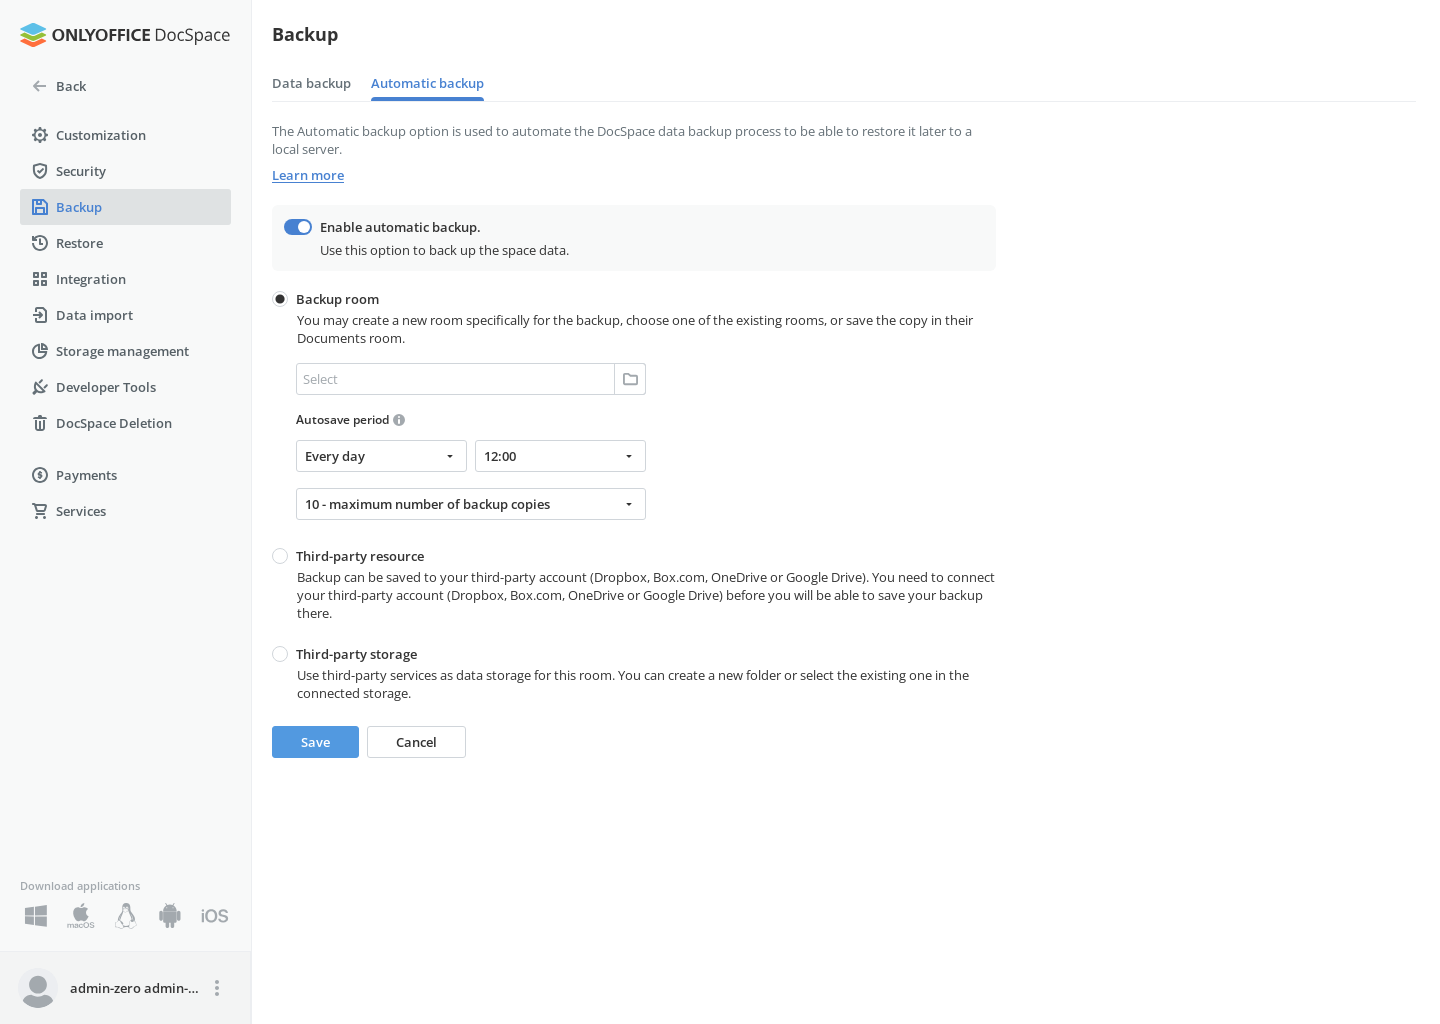 ONLYOFFICE DocSpace
Back
Customization
Security
Backup
Restore
Integration
Data import
Storage management
Developer Tools
DocSpace Deletion
Payments
Services
Download applications
macOS
iOS
admin-zero admin-...
Backup
Data backup
Automatic backup
The Automatic backup option is used to automate the DocSpace data backup process to be able to restore it later to a
local server.
Learn more
Enable automatic backup.
Use this option to back up the space data.
Backup room
You may create a new room specifically for the backup, choose one of the existing rooms, or save the copy in their
Documents room.
Select
Autosave period
Every day
12:00
10 - maximum number of backup copies
Third-party resource
Backup can be saved to your third-party account (Dropbox, Box.com, OneDrive or Google Drive). You need to connect
your third-party account (Dropbox, Box.com, OneDrive or Google Drive) before you will be able to save your backup
there.
Third-party storage
Use third-party services as data storage for this room. You can create a new folder or select the existing one in the
connected storage.
Save
Cancel